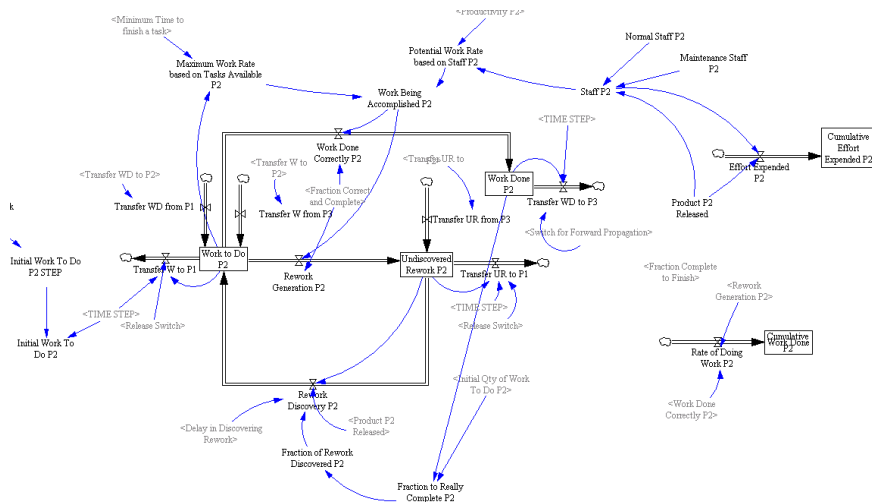 <Minimum Time to
finish a task>
<Productivity P2>
Maximum Work Rate
based on Tasks Available
P2
Potential Work Rate
based on Staff P2
Normal Staff P2
Maintenance Staff
P2
Work Being
Accomplished P2
Staff P2
<TIME STEP>
Cumulative
Effort
Expended P2
Work Done
Correctly P2
<Transfer W to
P2>
<Transfer UR to
Effort Expended
P2
<Transfer WD to P2>
<Fraction Correct
and Complete>
Work Done
P2
Transfer WD from P1
Transfer W from P3
Transfer UR from P3
Transfer WD to P3
Product P2
Released
<Switch for Forward Propagation>
Initial Work To Do
P2 STEP
Work to Do
P2
Undiscovered
Rework P2
Transfer W to P1
Rework
Generation P2
Transfer UR to P1
<Fraction Complete
to Finish>
<Rework
Generation P2>
<TIME STEP>
<Release Switch>
<TIME STEP>
<Release Switch>
Initial Work To
Do P2
Rate of Doing
Work P2
Cumulative
Work Done
P2
Rework
Discovery P2
<Initial Qty of Work
To Do P2>
<Work Done
Correctly P2>
<Delay in Discovering
Rework>
<Product P2
Released>
Fraction of Rework
Discovered P2
Fraction to Really
Complete P2